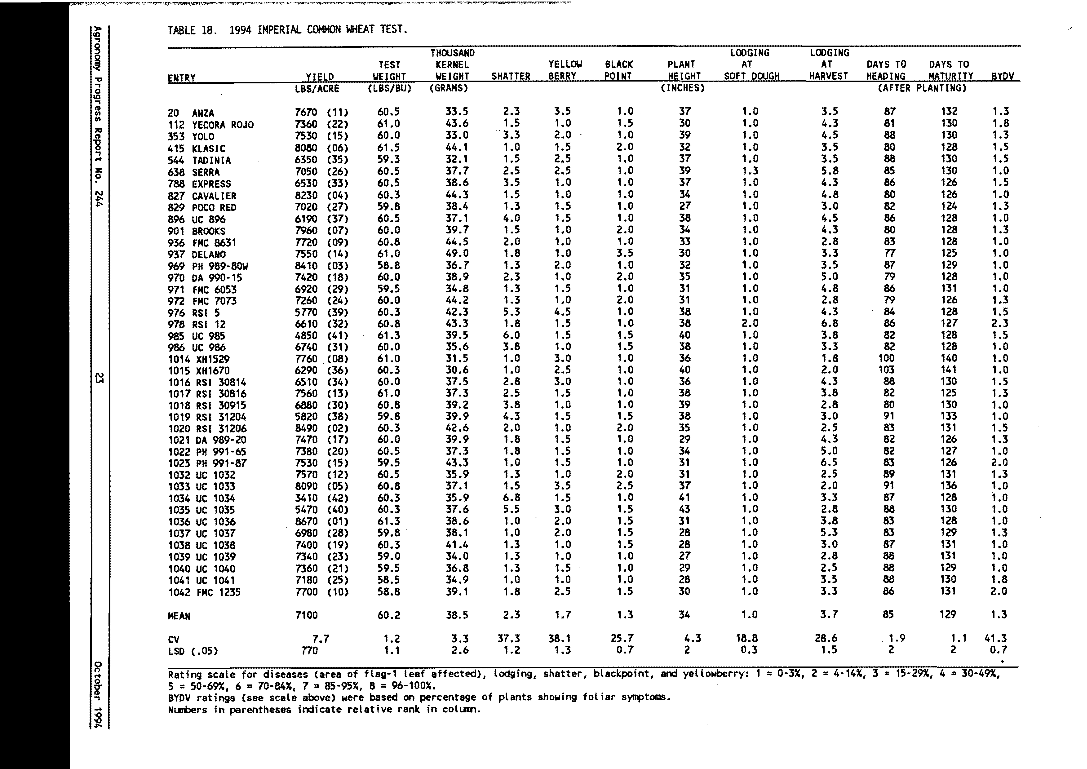 TABLE 18. 1994 IMPERIAL COMMON WHEAT TEST.
THOUSAND LODGING LODGING
TEST KERNEL YELLOW BLACK PLANT AT AT DAYS TO DAYS TO
ENTRY YIELD WEIGHT WEIGHT SHATTER BERRY POINT HEIGHT SOFT DOUGH HARVEST HEADING MATURITY BYDV
LBS/ACRE (LBS/BU) (GRAMS) (INCHES) (AFTER PLANTING)
20 ANZA 7670 (11) 60.5 33.5 2.3 3.5 1.0 37 1.0 3.5 87 132 1.3
112 YECORA ROJO 7360 (22) 61.0 43.6 1.5 1.0 1.5 30 1.0 4.3 81 130 1.8
353 YOLO 7530 (15) 60.0 33.0 3.3 2.0 1.0 39 1.0 4.5 88 130 1.3
415 KLASIC 8080 (06) 61.5 44.1 1.0 1.5 2.0 32 1.0 3.5 80 128 1.5
544 TADINIA 6350 (35) 59.3 32.1 1.5 2.5 1.0 37 1.0 3.5 88 130 1.5
638 SERRA 7050 (26) 60.5 37.7 2.5 2.5 1.0 39 1.3 5.8 85 130 1.0
788 EXPRESS 6530 (33) 60.5 38.6 3.5 1.0 1.0 37 1.0 4.3 86 126 1.5
827 CAVALIER 8230 (04) 60.3 44.3 1.5 1.0 1.0 34 1.0 4.8 80 126 1.0
829 POCO RED 7020 (27) 59.8 38.4 1.3 1.5 1.0 27 1.0 3.0 82 124 1.3
896 UC 896 6190 (37) 60.5 37.1 4.0 1.5 1.0 38 1.0 4.5 86 128 1.0
901 BROOKS 7960 (07) 60.0 39.7 1.5 1.0 2.0 34 1.0 4.3 80 128 1.3
936 FMC 8631 7720 (09) 60.8 44.5 2.0 1.0 1.0 33 1.0 2.8 83 128 1.0
937 DELANO 7550 (14) 61.0 49.0 1.8 1.0 3.5 30 1.0 3.3 77 125 1.0
969 PH 989-80W 8410 (03) 58.8 36.7 1.3 2.0 1.0 32 1.0 3.5 87 129 1.0
970 DA 990-15 7420 (18) 60.0 38.9 2.3 1.0 2.0 35 1.0 5.0 79 128 1.0
971 FMC 6053 6920 (29) 59.5 34.8 1.3 1.5 1.0 31 1.0 4.8 86 131 1.0
972 FMC 7073 7260 (24) 60.0 44.2 1.3 1.0 2.0 31 1.0 2.8 79 126 1.3
976 RSI 5 5770 (39) 60.3 42.3 5.3 4.5 1.0 38 1.0 4.3 84 128 1.5
978 RSI 12 6610 (32) 60.8 43.3 1.8 1.5 1.0 38 2.0 6.8 86 127 2.3
985 UC 985 4850 (41) 61.3 39.5 6.0 1.5 1.5 40 1.0 3.8 82 128 1.5
986 UC 986 6740 (31) 60.0 35.6 3.8 1.0 1.5 38 1.0 3.3 82 128 1.0
1014 XH1529 7760 (08) 61.0 31.5 1.0 3.0 1.0 36 1.0 1.8 100 140 1.0
1015 XH1670 6290 (36) 60.3 30.6 1.0 2.5 1.0 40 1.0 2.0 103 141 1.0
1016 RSI 30814 6510 (34) 60.0 37.5 2.8 3.0 1.0 36 1.0 4.3 88 130 1.5
1017 RSI 30816 7560 (13) 61.0 37.3 2.5 1.5 1.0 38 1.0 3.8 82 125 1.3
1018 RSI 30915 6880 (30) 60.8 39.2 3.8 1.0 1.0 39 1.0 2.8 80 130 1.0
1019 RSI 31204 5820 (38) 59.8 39.9 4.3 1.5 1.5 38 1.0 3.0 91 133 1.0
1020 RSI 31206 8490 (02) 60.3 42.6 2.0 1.0 2.0 35 1.0 2.5 83 131 1.5
1021 DA 989-20 7470 (17) 60.0 39.9 1.8 1.5 1.0 29 1.0 4.3 82 126 1.3
1022 PH 991-65 7380 (20) 60.5 37.3 1.8 1.5 1.0 34 1.0 5.0 82 127 1.0
1023 PH 991-87 7530 (15) 59.5 43.3 1.0 1.5 1.0 31 1.0 6.5 83 126 2.0
1032 UC 1032 7570 (12) 60.5 35.9 1.3 1.0 2.0 31 1.0 2.5 89 131 1.3
1033 UC 1033 8090 (05) 60.8 37.1 1.5 3.5 2.5 37 1.0 2.0 91 136 1.0
1034 UC 1034 3410 (42) 60.3 35.9 6.8 1.5 1.0 41 1.0 3.3 87 128 1.0
1035 UC 1035 5470 (40) 60.3 37.6 5.5 3.0 1.5 43 1.0 2.8 88 130 1.0
1036 UC 1036 8670 (01) 61.3 38.6 1.0 2.0 1.5 31 1.0 3.8 83 128 1.0
1037 UC 1037 6980 (28) 59.8 38.1 1.0 2.0 1.5 28 1.0 5.3 83 129 1.3
1038 UC 1038 7400 (19) 60.3 41.4 1.3 1.0 1.5 28 1.0 3.0 87 131 1.0
1039 UC 1039 7340 (23) 59.0 34.0 1.3 1.0 1.0 27 1.0 2.8 88 131 1.0
1040 UC 1040 7360 (21) 59.5 36.8 1.3 1.5 1.0 29 1.0 2.5 88 129 1.0
1041 UC 1041 7180 (25) 58.5 34.9 1.0 1.0 1.0 28 1.0 3.3 88 130 1.8
1042 FMC 1235 7700 (10) 58.8 39.1 1.8 2.5 1.5 30 1.0 3.3 86 131 2.0
MEAN 7100 60.2 38.5 2.3 1.7 1.3 34 1.0 3.7 85 129 1.3
CV 7.7 1.2 3.3 37.3 38.1 25.7 4.3 18.8 28.6 1.9 1.1 41.3
LSD (.05) 770 1.1 2.6 1.2 1.3 0.7 2 0.3 1.5 2 2 0.7
Rating scale for diseases (area of flag-1 leaf affected), lodging, shatter, blackpoint, and yellowberry: 1 = 0-3%, 2 = 4-14%, 3 = 15-29%, 4 = 30-49%,
5 = 50-69%, 6 = 70-84%, 7 = 85-95%, 8 = 96-100%.
BYDV ratings (see scale above) were based on percentage of plants showing foliar symptoms.
Numbers in parentheses indicate relative rank in column.
Agronomy Progress Report No. 244
23
October 1994